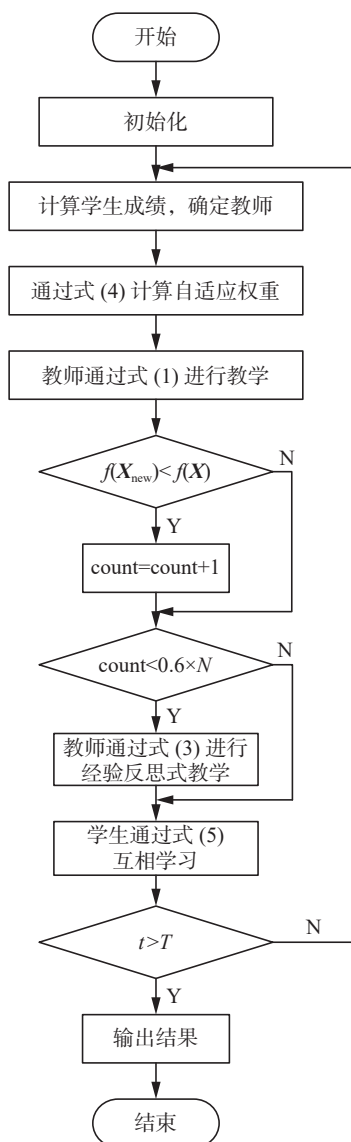 开始
初始化
计算学生成绩，确定教师
通过式 (4) 计算自适应权重
教师通过式 (1) 进行教学
f(Xnew)<f(X)
N
Y
count=count+1
count<0.6×N
N
Y
教师通过式 (3) 进行
经验反思式教学
学生通过式 (5)
互相学习
t>T
N
Y
输出结果
结束